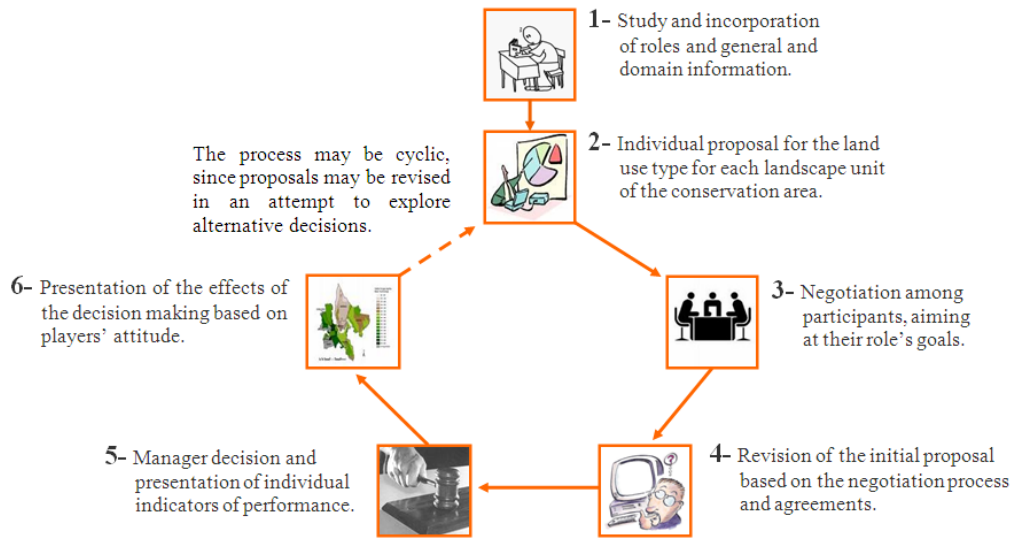 1- Study and incorporation
of roles and general and
domain information.
2- Individual proposal for the land
use type for each landscape unit
of the conservation area.
The process may be cyclic,
since proposals may be revised
in an attempt to explore
alternative decisions.
3- Negotiation among
participants, aiming
at their role’s goals.
6- Presentation of the effects of
the decision making based on
players’ attitude.
4- Revision of the initial proposal
based on the negotiation process
and agreements.
5- Manager decision and
presentation of individual
indicators of performance.
?